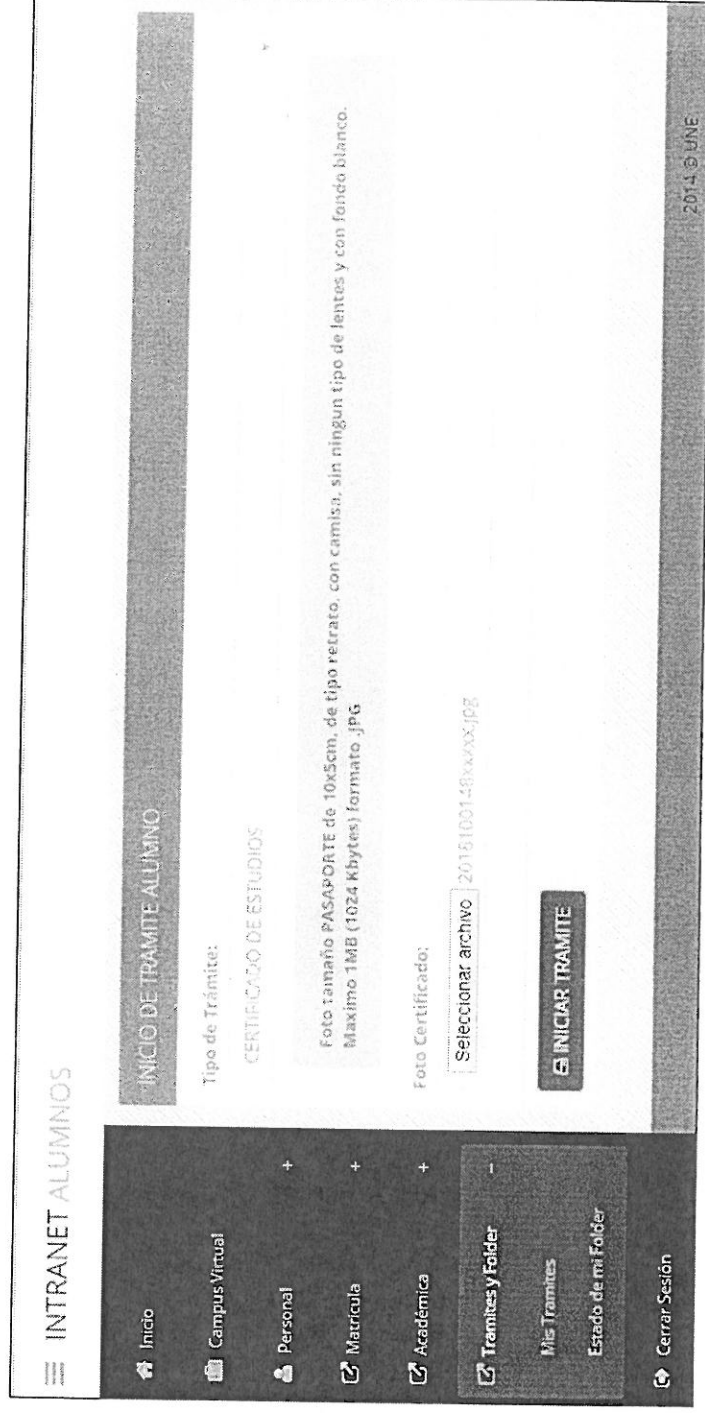 INTRANET ALUMNOS
Inicio
Campus Virtual
Personal +
Matrícula +
Académica +
Tramites y Folder -
Mis Tramites
Estado de mi Folder
Cerrar Sesión
INICIO DE TRAMITE ALUMNO
Tipo de Trámite:
CERTIFICADO DE ESTUDIOS
Foto tamaño PASAPORTE de 10x5cm, de tipo retrato, con camisa, sin ningun tipo de lentes y con fondo blanco.
Maximo 1MB (1024 Kbytes) formato .JPG
Foto Certificado:
Seleccionar archivo 2016100148xxxxx.jpg
INICIAR TRAMITE
2014 © UNE